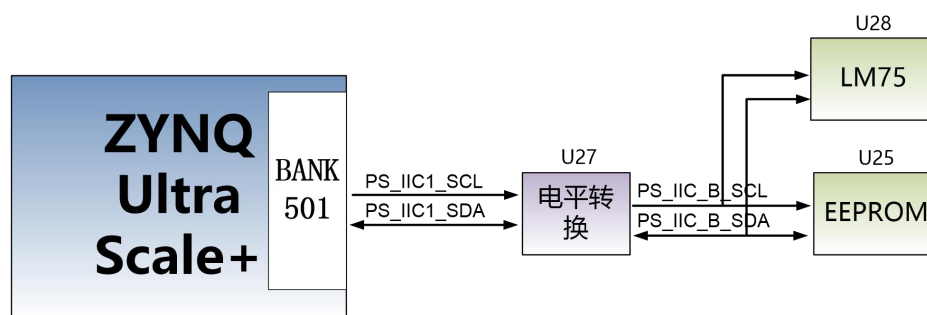 U28
LM75
ZYNQ
Ultra
Scale+
BANK
501
PS_IIC1_SCL
PS_IIC1_SDA
U27
电平转
换
PS_IIC_B_SCL
PS_IIC_B_SDA
U25
EEPROM